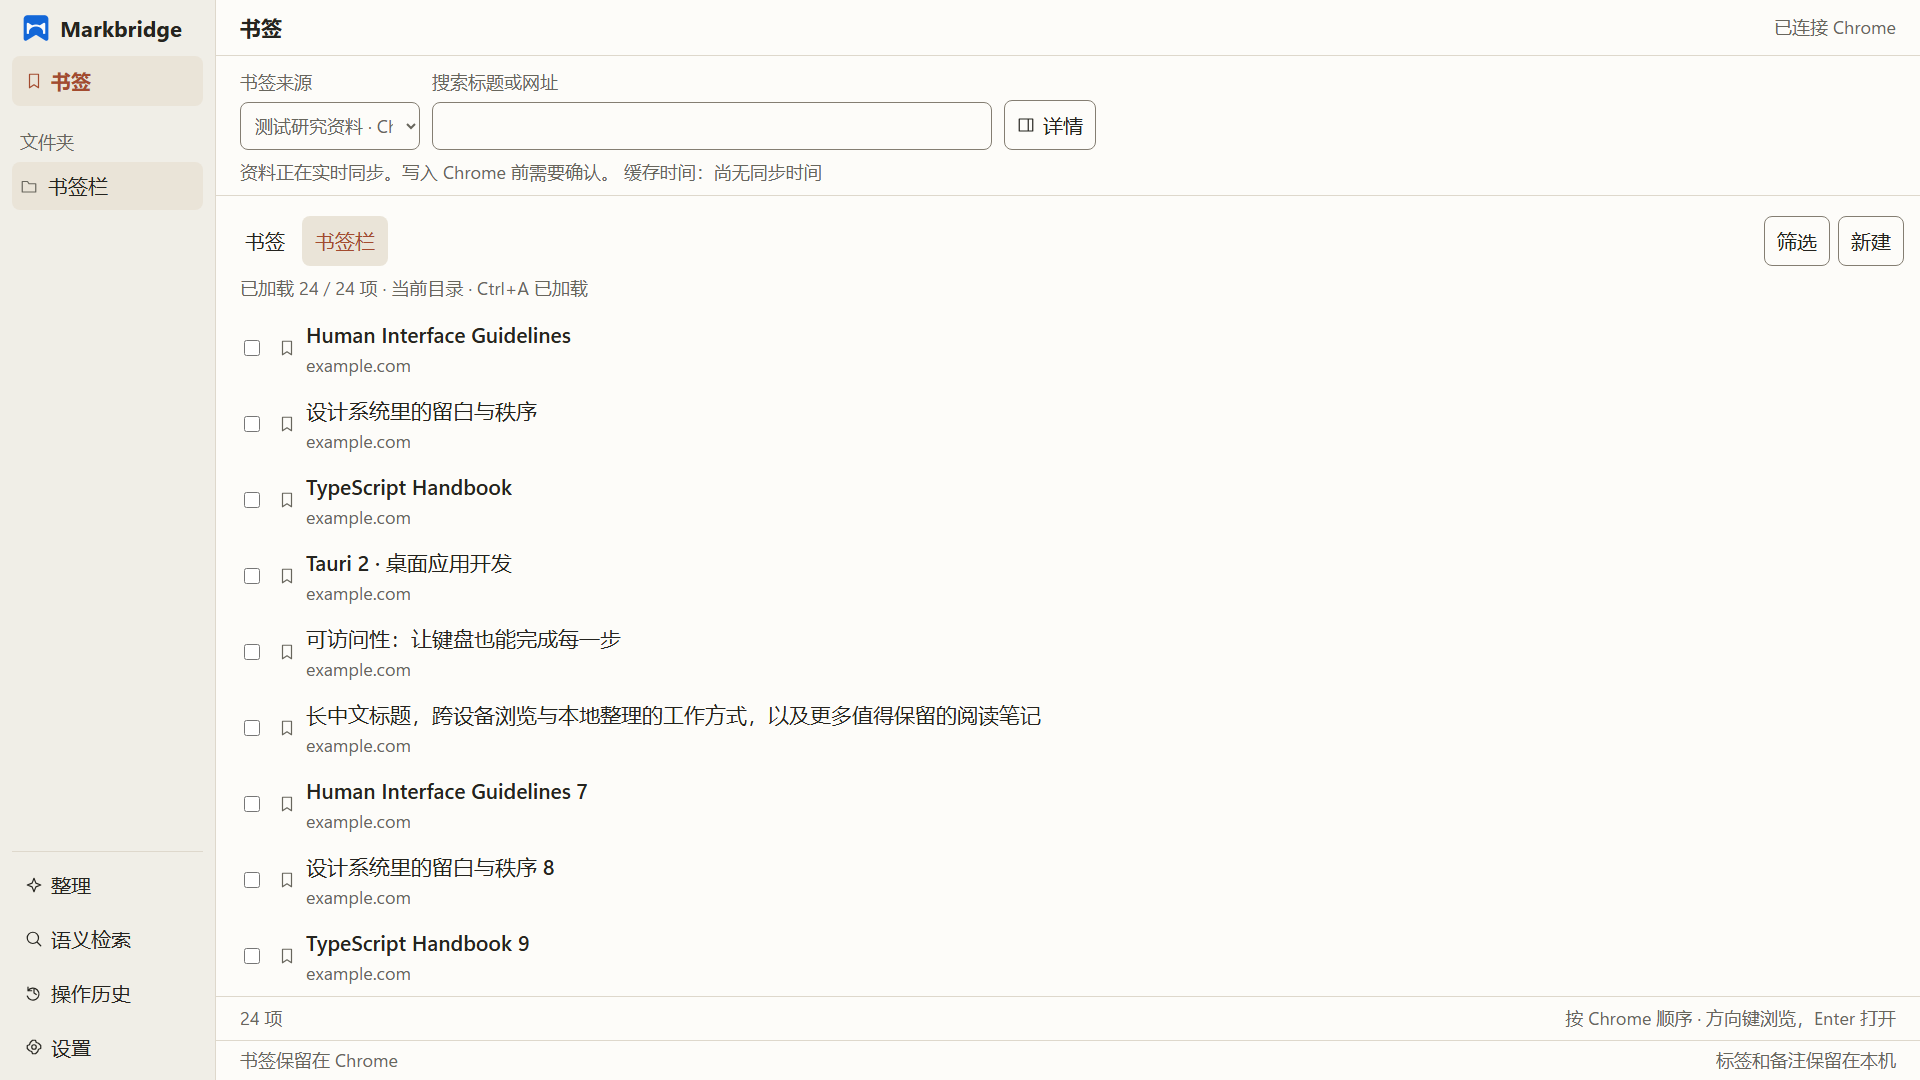 Markbridge
书签
文件夹
书签栏
整理
语义检索
操作历史
设置
书签
已连接 Chrome
书签来源
搜索标题或网址
测试研究资料 · Ch
详情
资料正在实时同步。写入 Chrome 前需要确认。 缓存时间：尚无同步时间
书签 书签栏
筛选 新建
已加载 24 / 24 项 · 当前目录 · Ctrl+A 已加载
Human Interface Guidelines
example.com
设计系统里的留白与秩序
example.com
TypeScript Handbook
example.com
Tauri 2 · 桌面应用开发
example.com
可访问性：让键盘也能完成每一步
example.com
长中文标题，跨设备浏览与本地整理的工作方式，以及更多值得保留的阅读笔记
example.com
Human Interface Guidelines 7
example.com
设计系统里的留白与秩序 8
example.com
TypeScript Handbook 9
example.com
24 项
按 Chrome 顺序 · 方向键浏览，Enter 打开
书签保留在 Chrome
标签和备注保留在本机